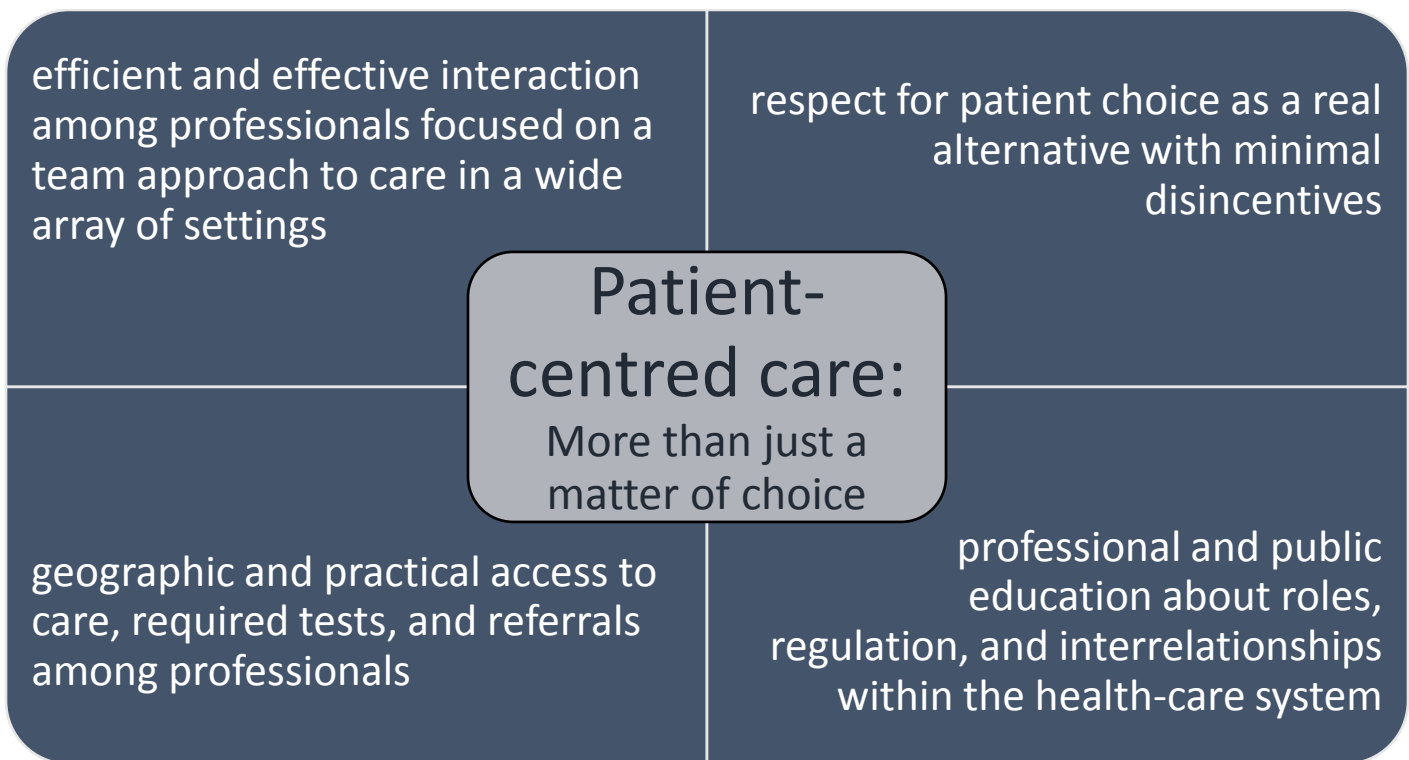 efficient and effective interaction
among professionals focused on a
team approach to care in a wide
array of settings
respect for patient choice as a real
alternative with minimal
disincentives
Patient-
centred care:
More than just a
matter of choice
geographic and practical access to
care, required tests, and referrals
among professionals
professional and public
education about roles,
regulation, and interrelationships
within the health-care system